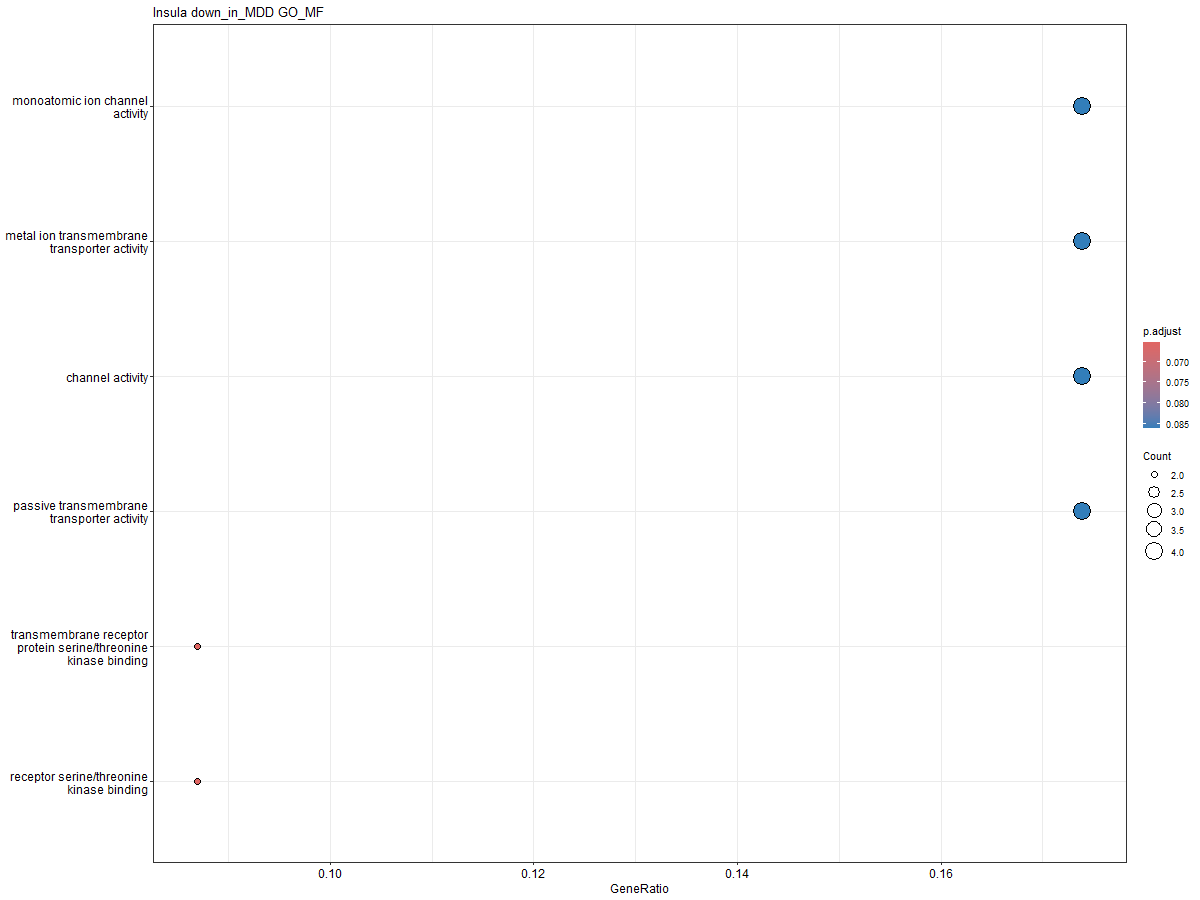 Insula down_in_MDD GO_MF
monoatomic ion channel
activity
metal ion transmembrane
transporter activity
channel activity
passive transmembrane
transporter activity
transmembrane receptor
protein serine/threonine
kinase binding
receptor serine/threonine
kinase binding
0.10
0.12
0.14
0.16
GeneRatio
p.adjust
0.070
0.075
0.080
0.085
Count
2.0
2.5
3.0
3.5
4.0